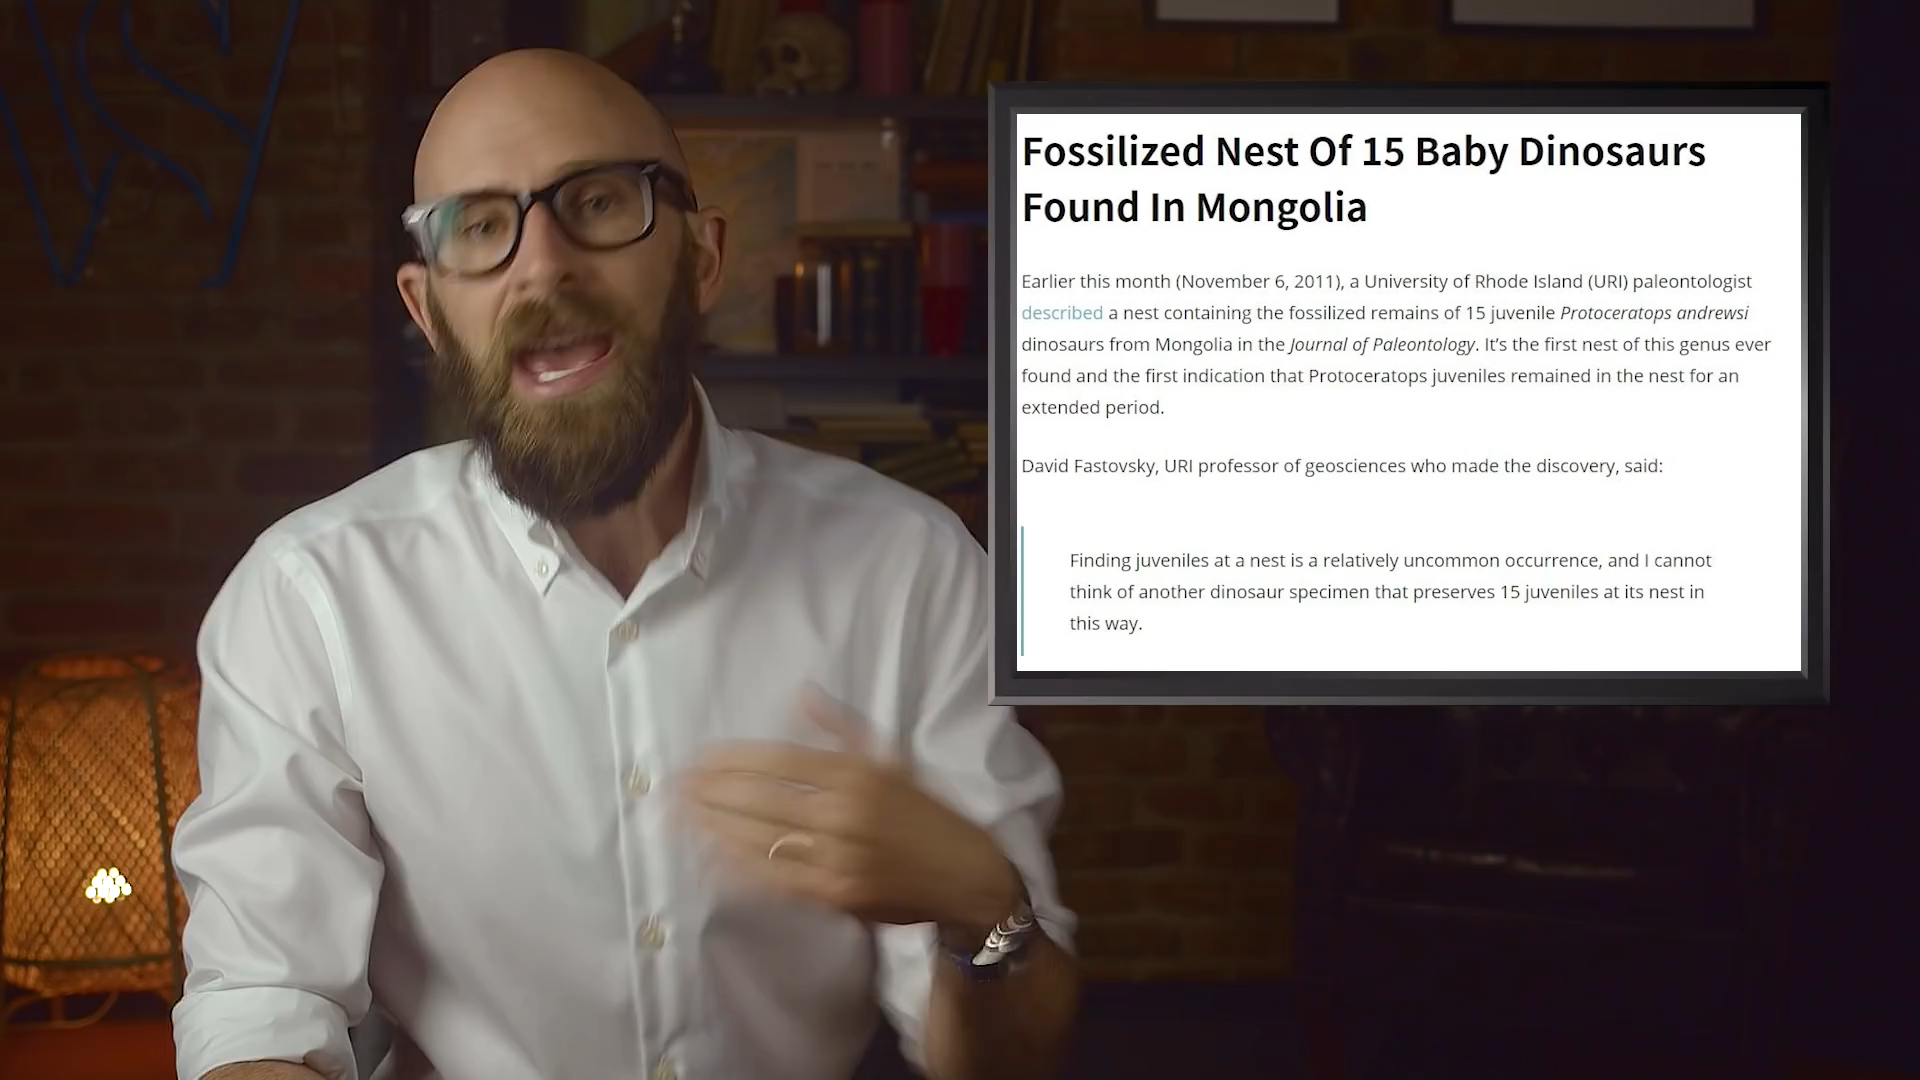 Fossilized Nest Of 15 Baby Dinosaurs
Found In Mongolia
Earlier this month (November 6, 2011), a University of Rhode Island (URI) paleontologist
described a nest containing the fossilized remains of 15 juvenile Protoceratops andrewsi
dinosaurs from Mongolia in the Journal of Paleontology. It’s the first nest of this genus ever
found and the first indication that Protoceratops juveniles remained in the nest for an
extended period.
David Fastovsky, URI professor of geosciences who made the discovery, said:
Finding juveniles at a nest is a relatively uncommon occurrence, and I cannot
think of another dinosaur specimen that preserves 15 juveniles at its nest in
this way.